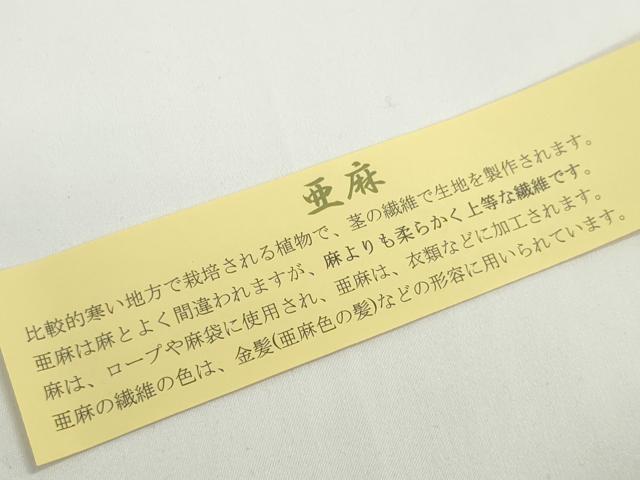 亜麻
比較的寒い地方で栽培される植物で、茎の繊維で生地を製作されます。
亜麻は麻とよく間違われますが、麻よりも柔らかく上等な繊維です。
麻は、ロープや麻袋に使用され、亜麻は、衣類などに加工されます。
亜麻の繊維の色は、金髪(亜麻色の髪)などの形容に用いられています。